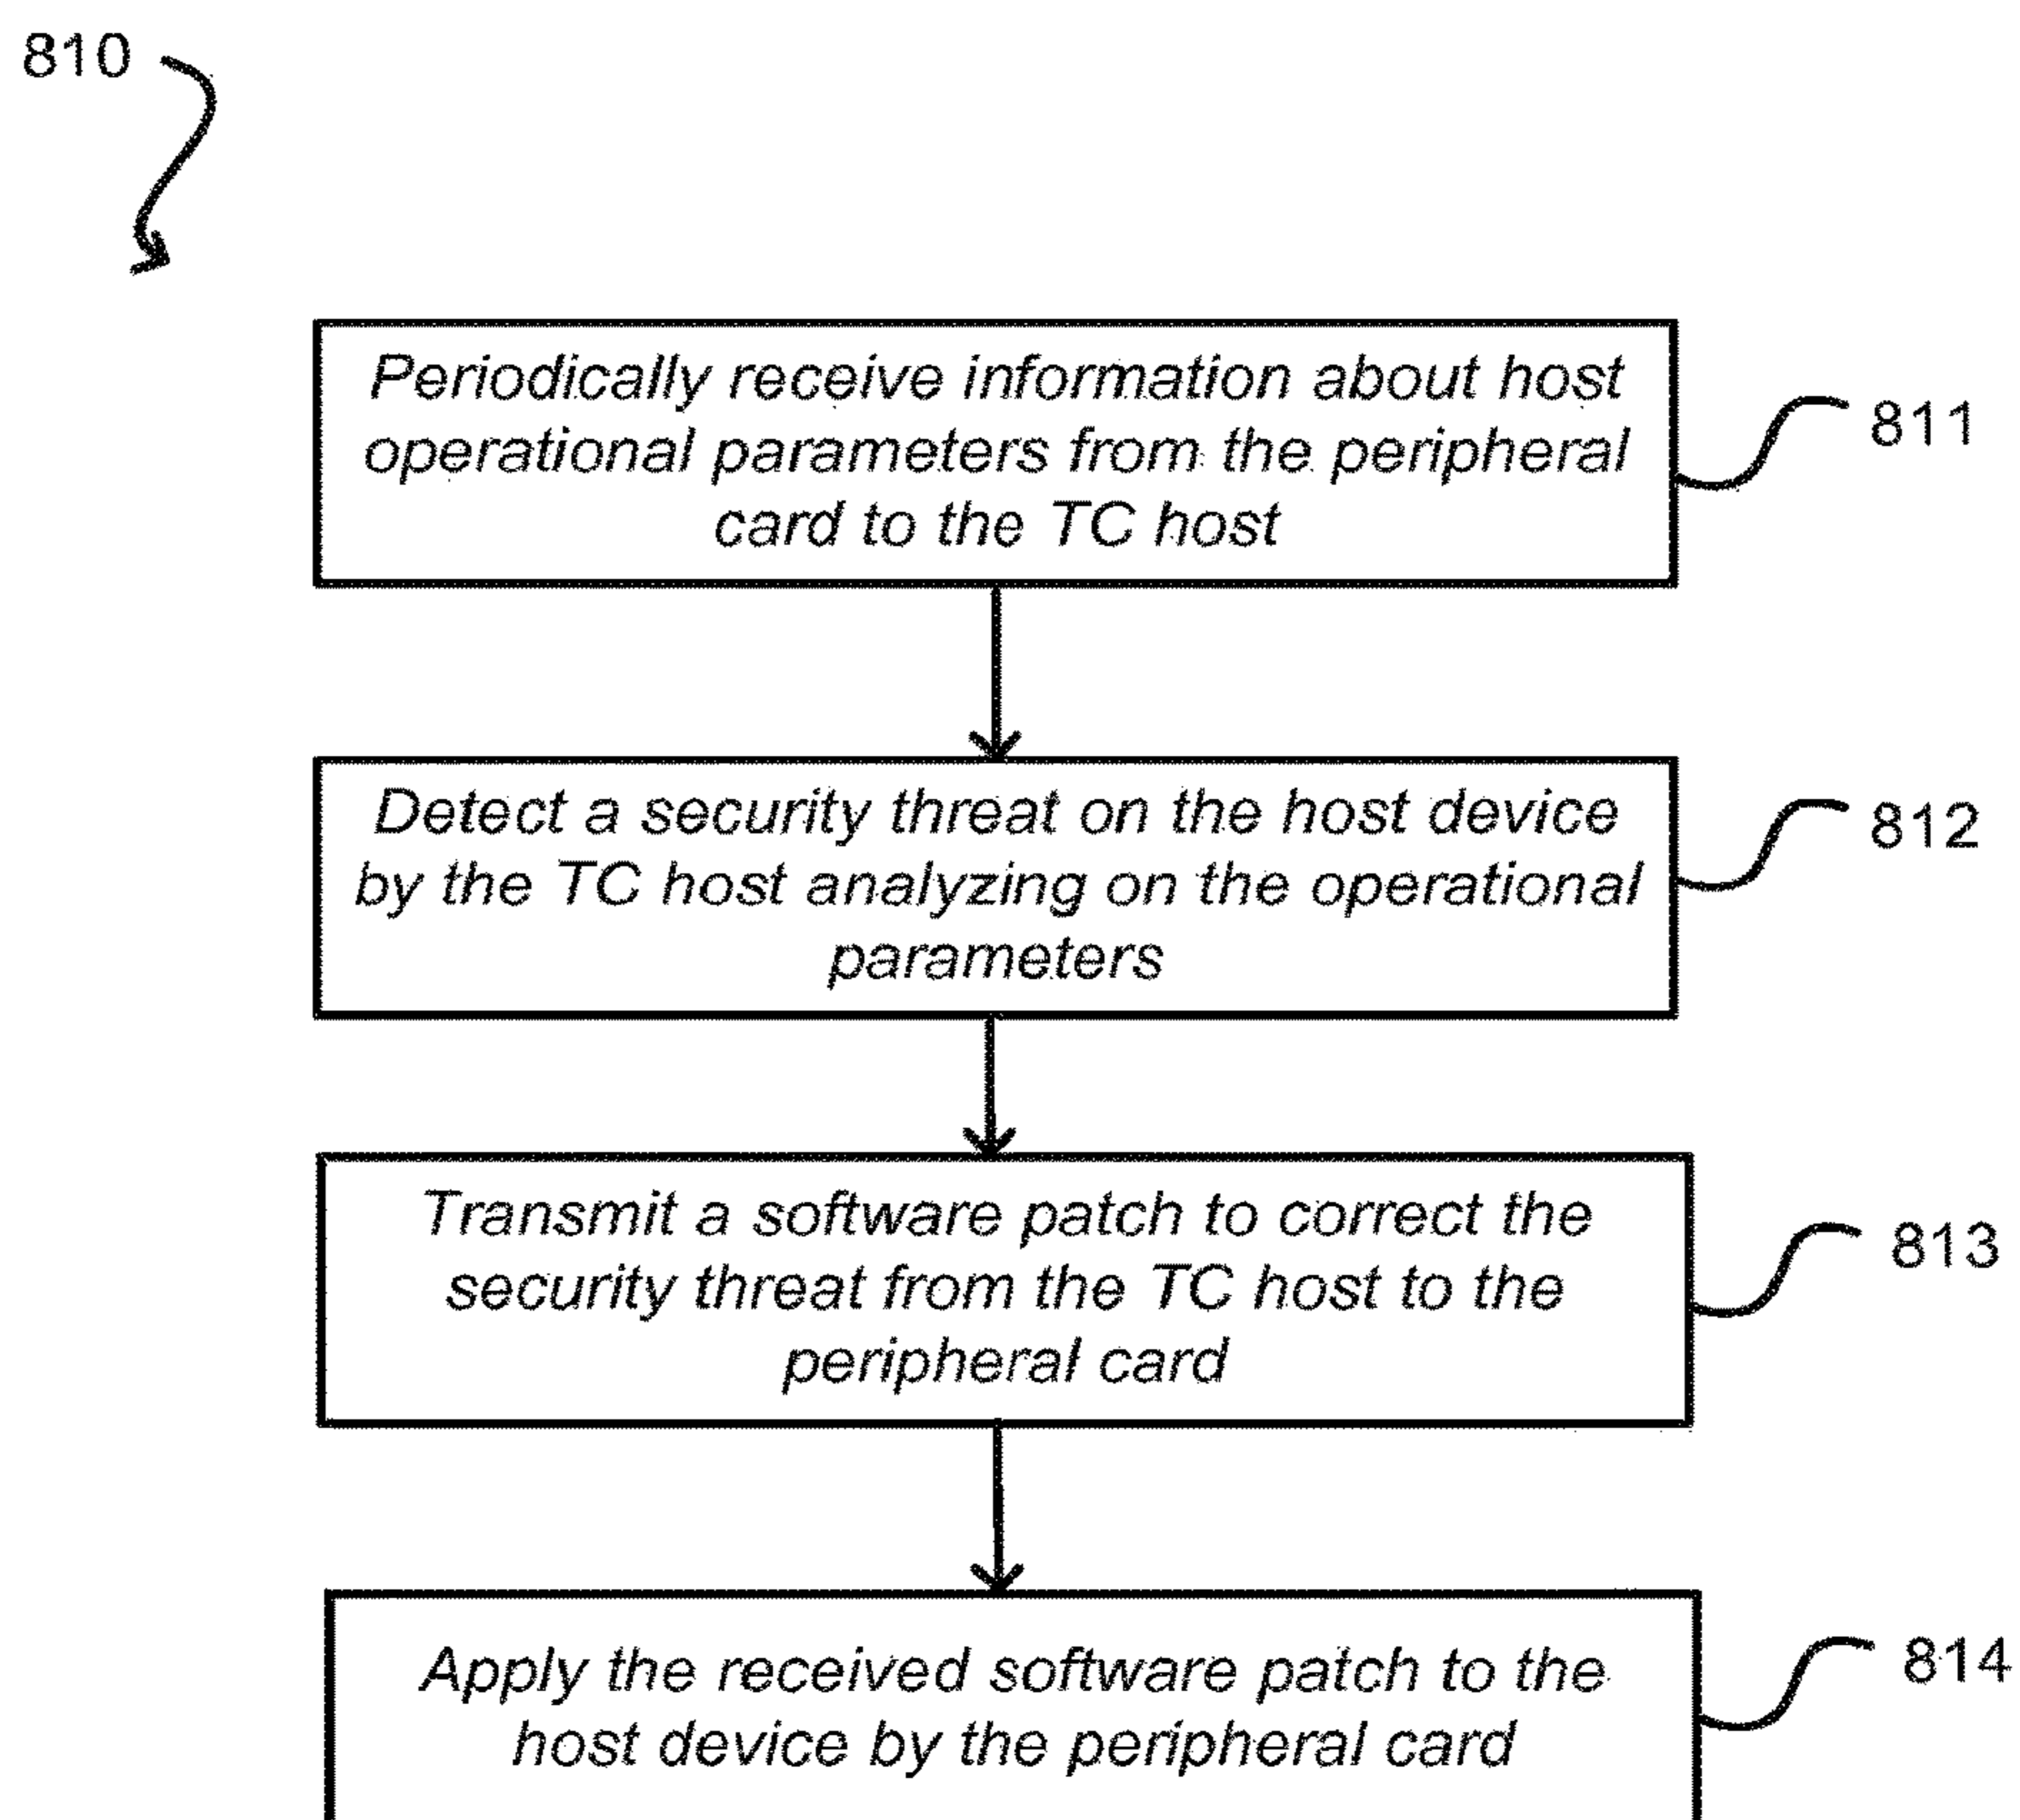 810
Periodically receive information about host
operational parameters from the peripheral
card to the TC host
811
Detect a security threat on the host device
by the TC host analyzing on the operational
parameters
812
Transmit a software patch to correct the
security threat from the TC host to the
peripheral card
813
Apply the received software patch to the
host device by the peripheral card
814